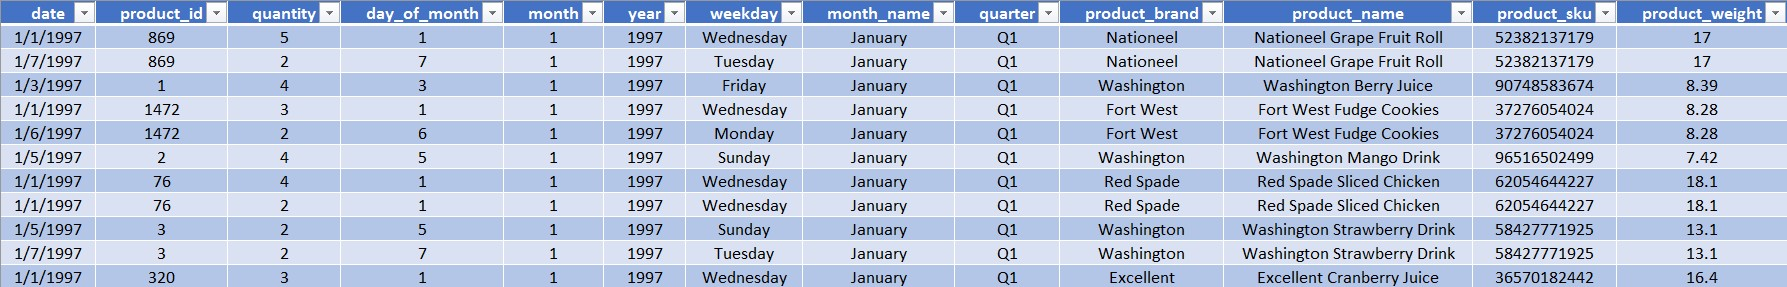 date product_id quantity day_of_month month year weekday month_name quarter product_brand product_name product_sku product_weight
1/1/1997 869 5 1 1 1997 Wednesday January Q1 Nationeel Nationeel Grape Fruit Roll 52382137179 17
1/7/1997 869 2 7 1 1997 Tuesday January Q1 Nationeel Nationeel Grape Fruit Roll 52382137179 17
1/3/1997 1 4 3 1 1997 Friday January Q1 Washington Washington Berry Juice 90748583674 8.39
1/1/1997 1472 3 1 1 1997 Wednesday January Q1 Fort West Fort West Fudge Cookies 37276054024 8.28
1/6/1997 1472 2 6 1 1997 Monday January Q1 Fort West Fort West Fudge Cookies 37276054024 8.28
1/5/1997 2 4 5 1 1997 Sunday January Q1 Washington Washington Mango Drink 96516502499 7.42
1/1/1997 76 4 1 1 1997 Wednesday January Q1 Red Spade Red Spade Sliced Chicken 62054644227 18.1
1/1/1997 76 2 1 1 1997 Wednesday January Q1 Red Spade Red Spade Sliced Chicken 62054644227 18.1
1/5/1997 3 2 5 1 1997 Sunday January Q1 Washington Washington Strawberry Drink 58427771925 13.1
1/7/1997 3 2 7 1 1997 Tuesday January Q1 Washington Washington Strawberry Drink 58427771925 13.1
1/1/1997 320 3 1 1 1997 Wednesday January Q1 Excellent Excellent Cranberry Juice 36570182442 16.4